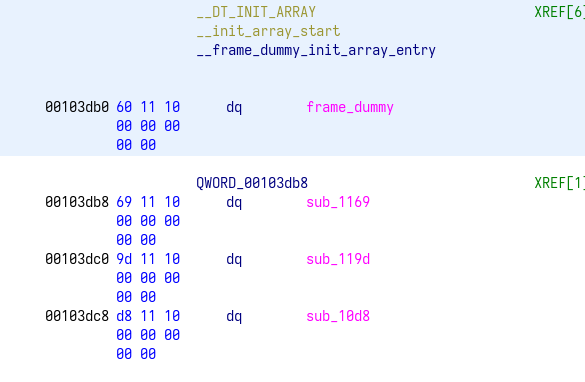 __DT_INIT_ARRAY XREF[6]
__init_array_start
__frame_dummy_init_array_entry
00103db0 60 11 10 dq frame_dummy
00 00 00
00 00
QWORD_00103db8 XREF[1]
00103db8 69 11 10 dq sub_1169
00 00 00
00 00
00103dc0 9d 11 10 dq sub_119d
00 00 00
00 00
00103dc8 d8 11 10 dq sub_10d8
00 00 00
00 00